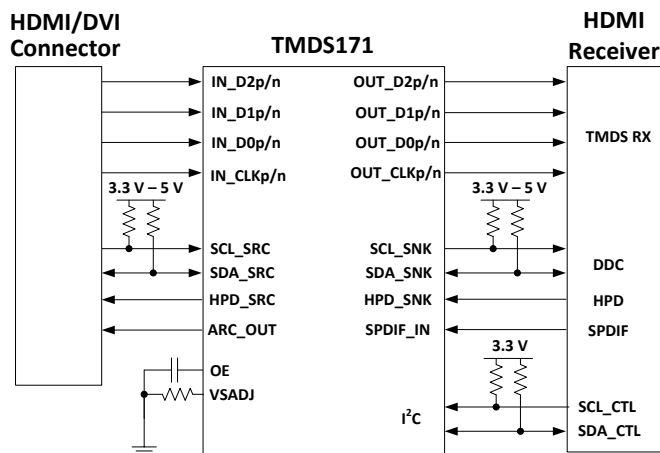 HDMI/DVI
Connector
TMDS171
HDMI
Receiver
IN_D2p/n
OUT_D2p/n
IN_D1p/n
OUT_D1p/n
IN_D0p/n
OUT_D0p/n
TMDS RX
IN_CLKp/n
OUT_CLKp/n
3.3 V – 5 V
3.3 V – 5 V
SCL_SRC
SCL_SNK
SDA_SRC
SDA_SNK
DDC
HPD_SRC
HPD_SNK
HPD
ARC_OUT
SPDIF_IN
SPDIF
3.3 V
OE
VSADJ
I²C
SCL_CTL
SDA_CTL